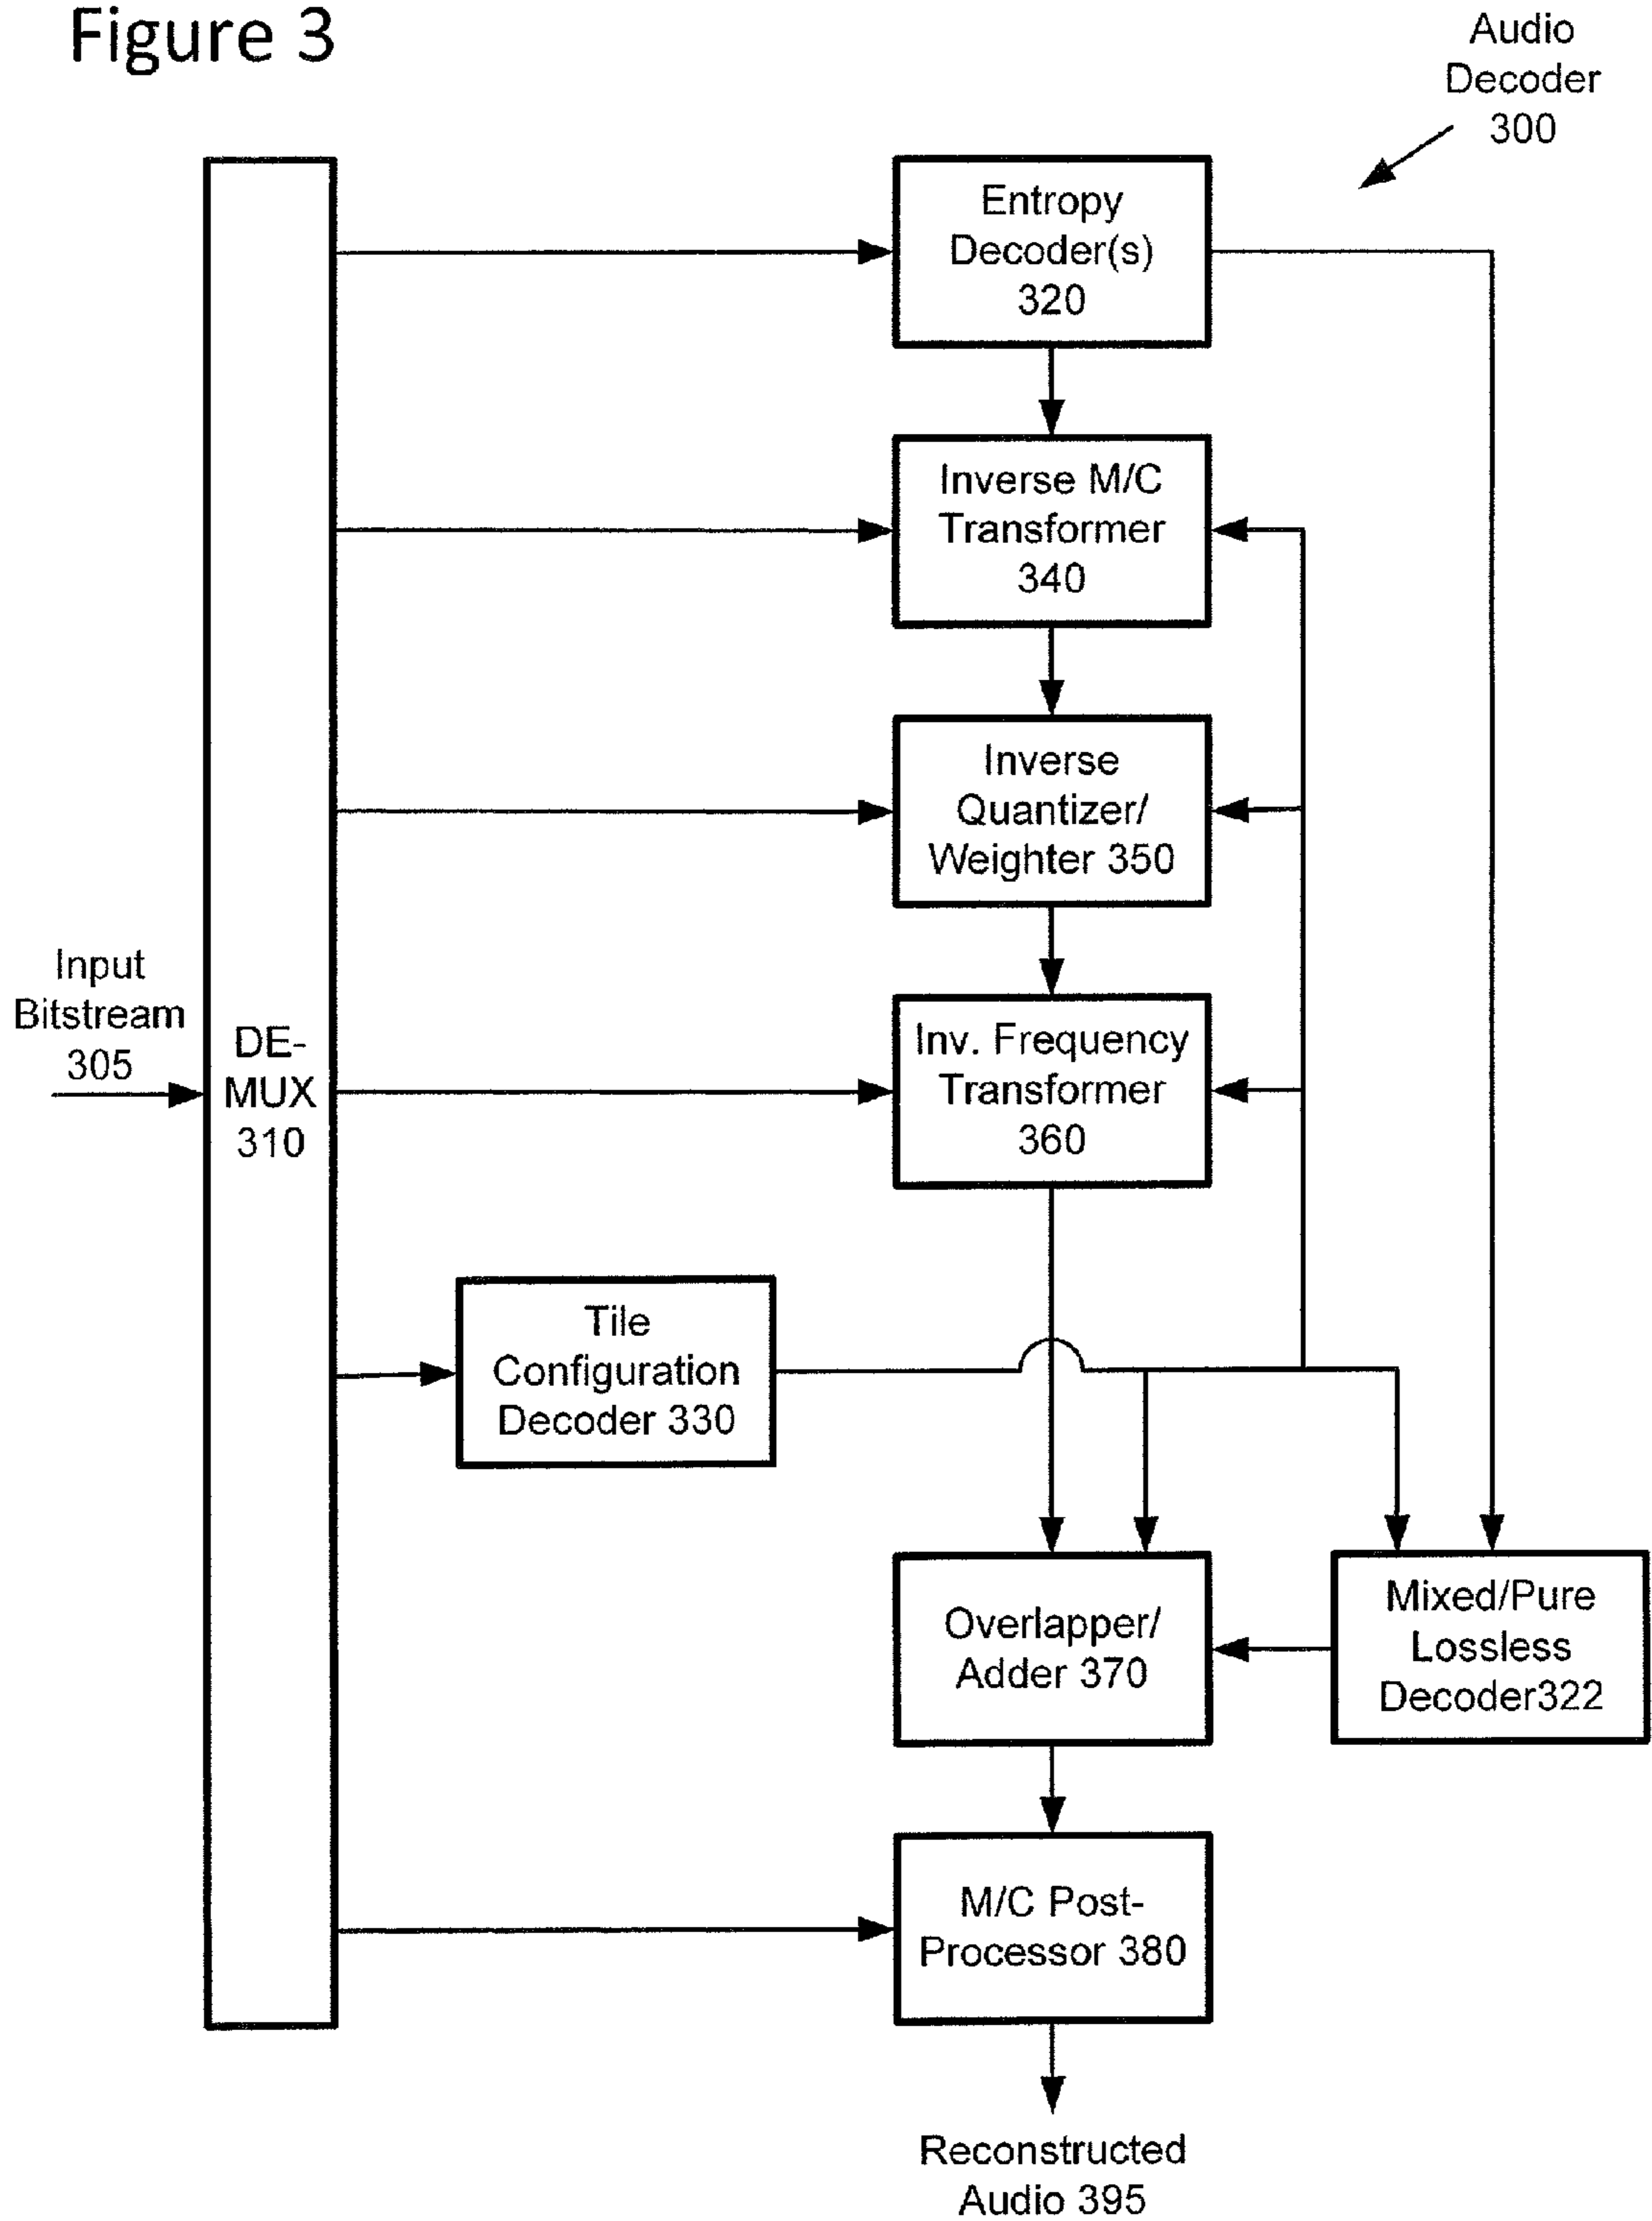 Figure 3
Audio
Decoder
300
Entropy
Decoder(s)
320
Inverse M/C
Transformer
340
Inverse
Quantizer/
Weighter 350
Input
Bitstream
305
DE-
MUX
310
Inv. Frequency
Transformer
360
Tile
Configuration
Decoder 330
Overlapper/
Adder 370
Mixed/Pure
Lossless
Decoder322
M/C Post-
Processor 380
Reconstructed
Audio 395